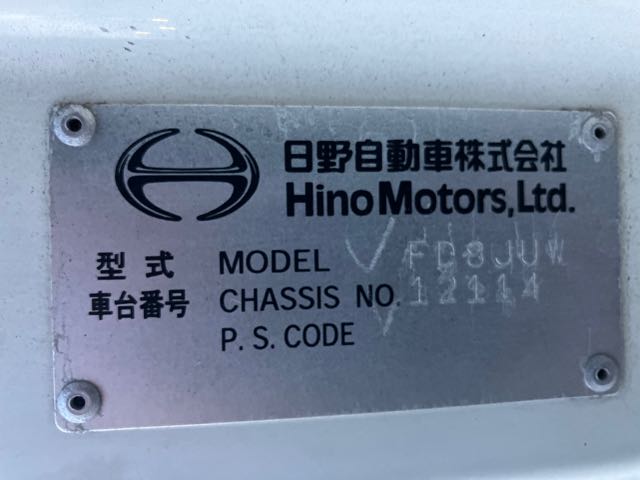 日野自動車株式会社
Hino Motors, Ltd.
型式 MODEL FD8JUW
車台番号 CHASSIS NO. 12114
P. S. CODE